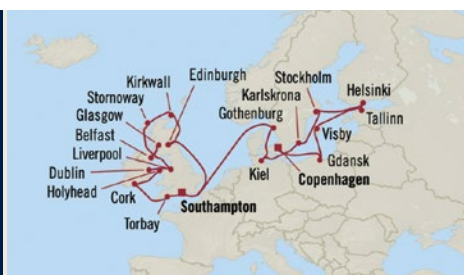 Kirkwall
Edinburgh
Stornoway
Glasgow
Belfast
Liverpool
Dublin
Holyhead
Cork
Torbay
Southampton
Stockholm
Helsinki
Karlskrona
Gothenburg
Tallinn
Visby
Gdansk
Kiel
Copenhagen